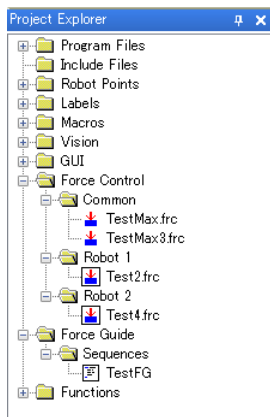 Project Explorer
Program Files
Include Files
Robot Points
Labels
Macros
Vision
GUI
Force Control
Common
TestMax.frc
TestMax3.frc
Robot 1
Test2.frc
Robot 2
Test4.frc
Force Guide
Sequences
TestFG
Functions